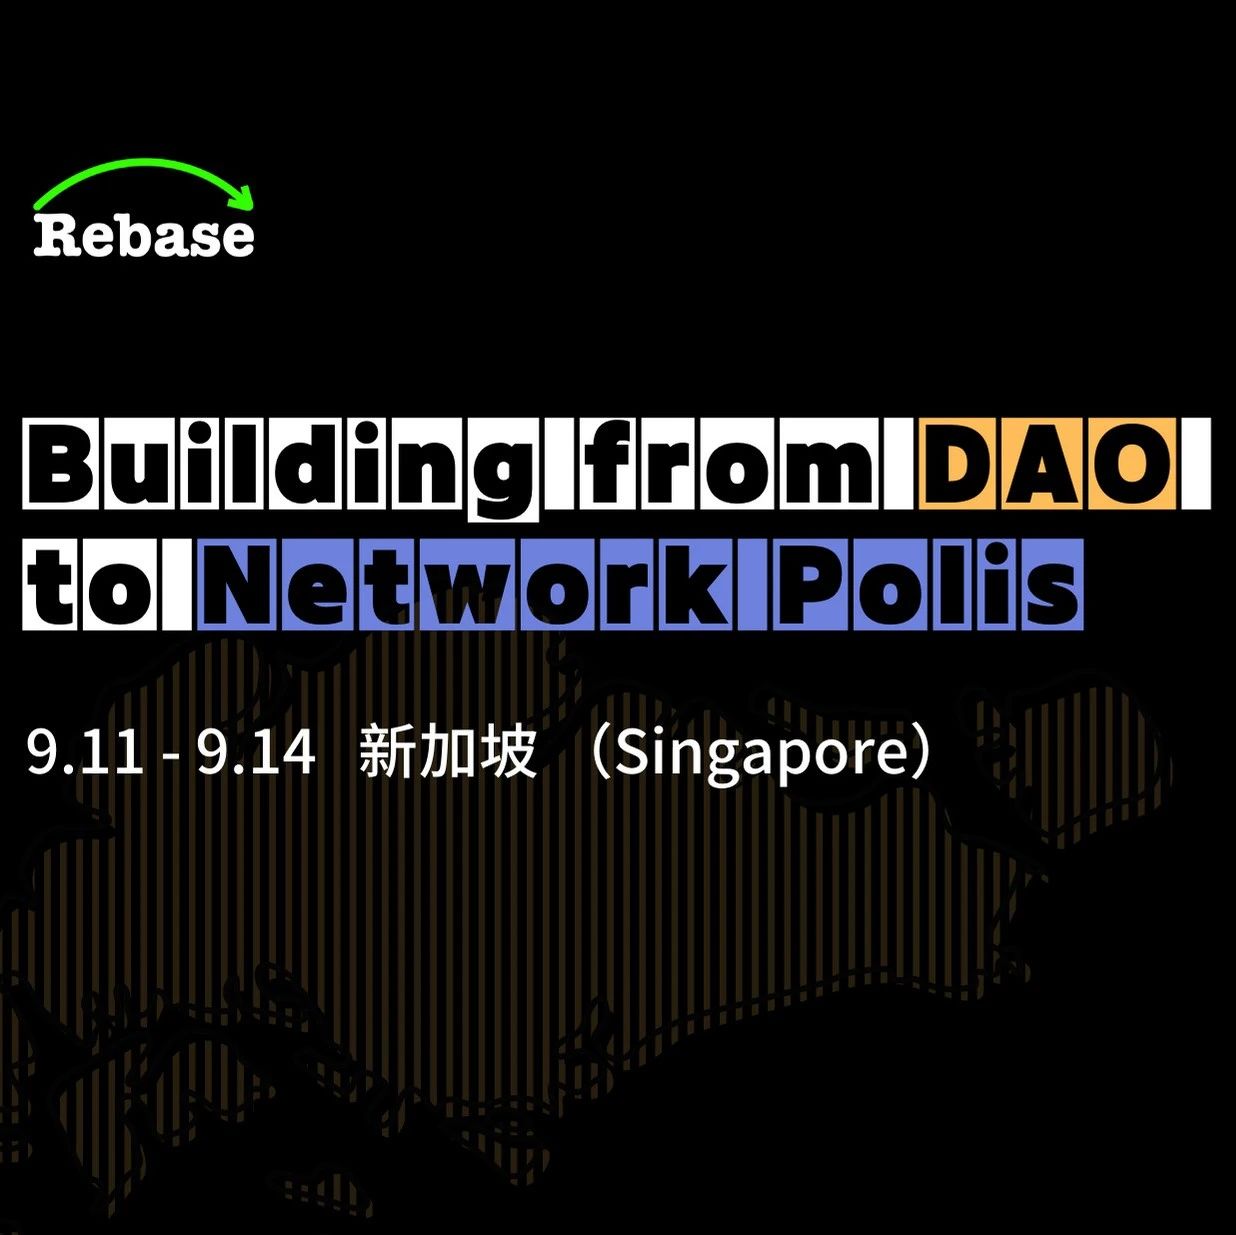 Rebase
Building from DAO
to Network Polis
9.11 - 9.14 新加坡 （Singapore）